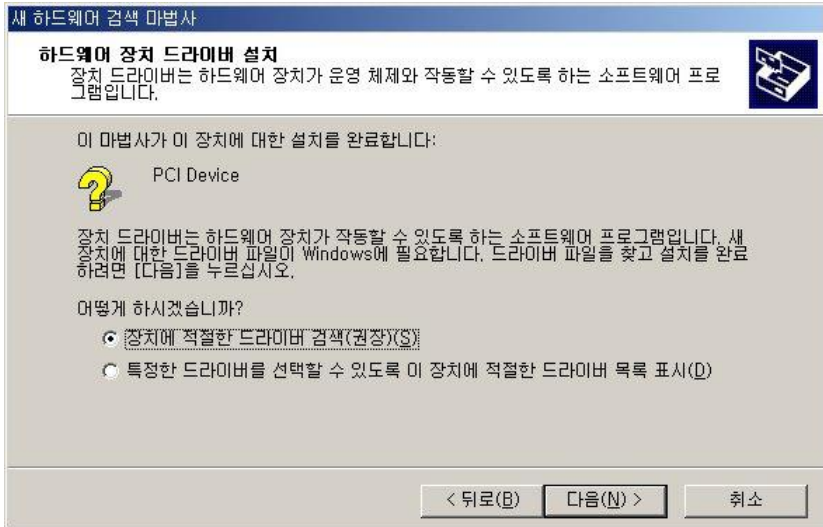 새 하드웨어 검색 마법사
하드웨어 장치 드라이버 설치
장치 드라이버는 하드웨어 장치가 운영 체제와 작동할 수 있도록 하는 소프트웨어 프로
그램입니다.
이 마법사가 이 장치에 대한 설치를 완료합니다:
PCI Device
장치 드라이버는 하드웨어 장치가 작동할 수 있도록 하는 소프트웨어 프로그램입니다. 새
장치에 대한 드라이버 파일이 Windows에 필요합니다. 드라이버 파일을 찾고 설치를 완료
하려면 [다음]을 누르십시오.
어떻게 하시겠습니까?
장치에 적절한 드라이버 검색(권장)(S)
특정한 드라이버를 선택할 수 있도록 이 장치에 적절한 드라이버 목록 표시(D)
< 뒤로(B) 다음(N) > 취소